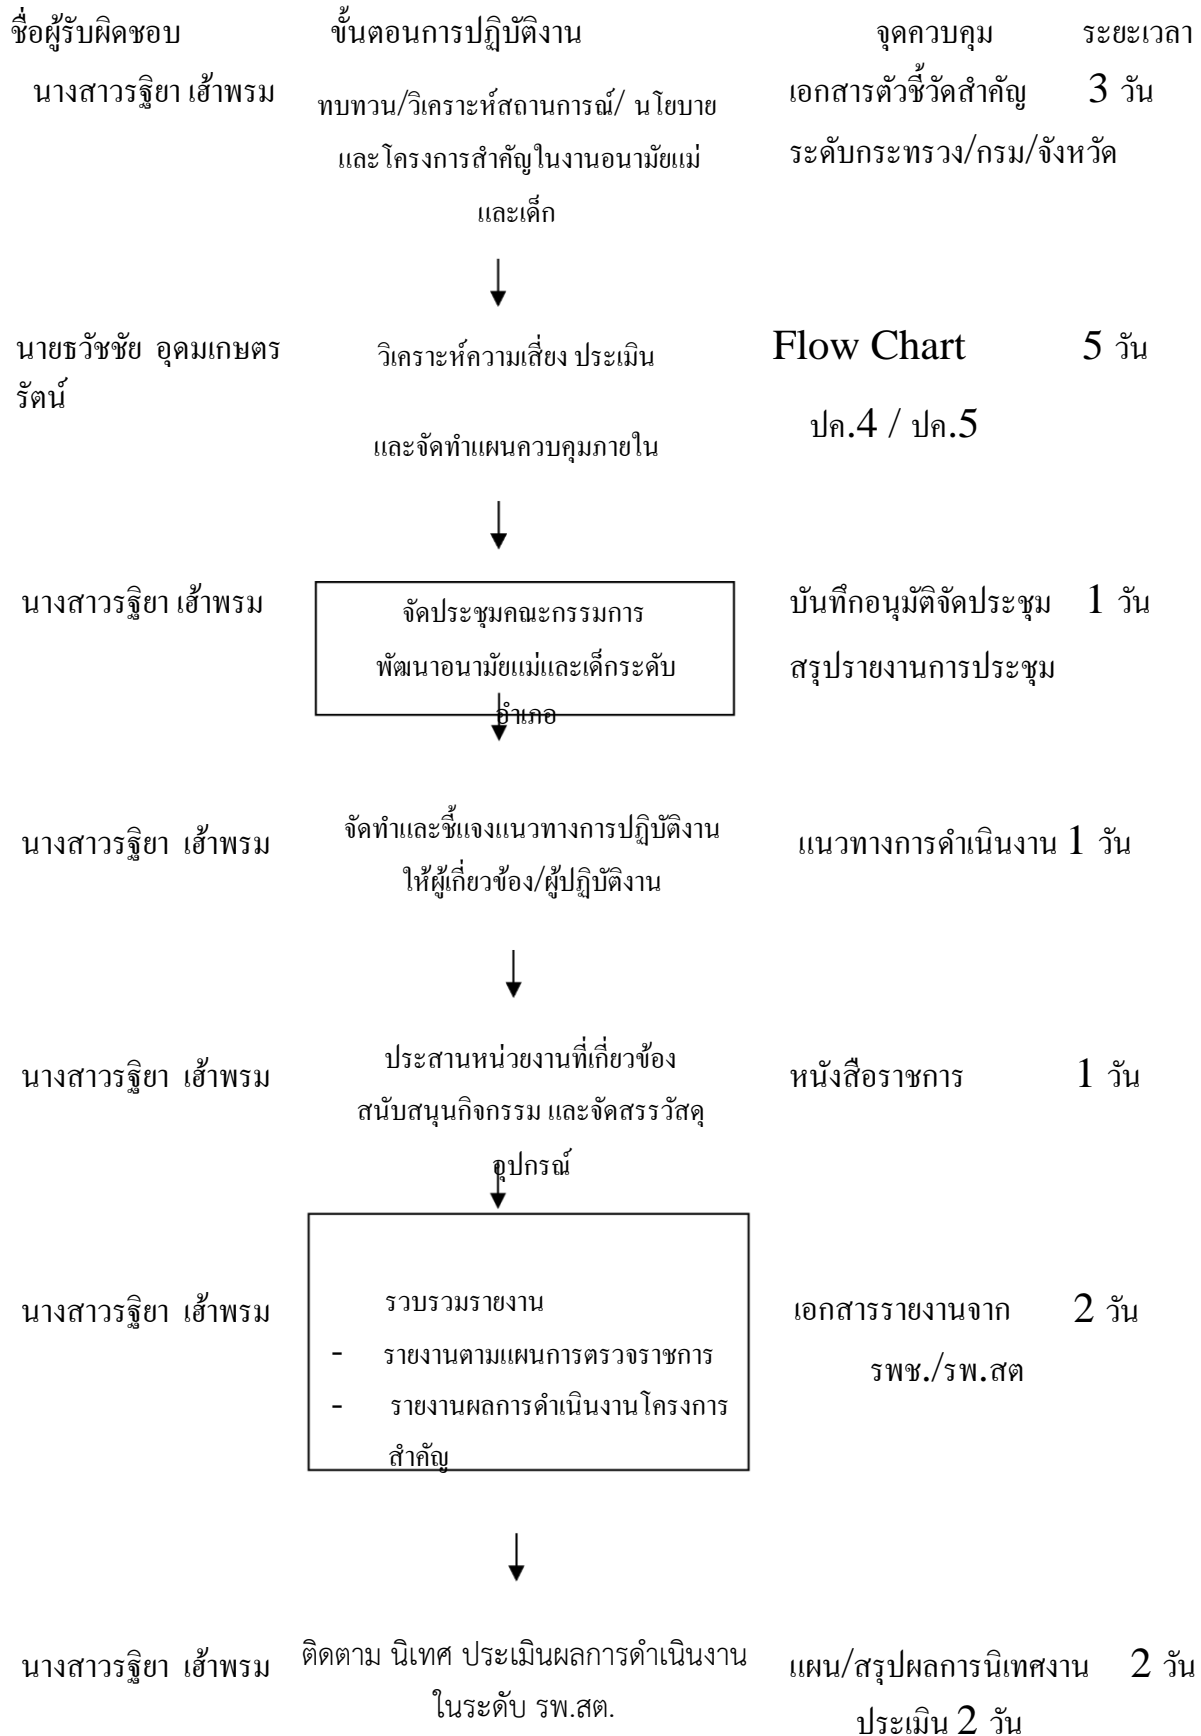 ชื่อผู้รับผิดชอบ ขั้นตอนการปฏิบัติงาน จุดควบคุม ระยะเวลา
นางสาวรฐิยา เฮ้าพรม
ทบทวน/วิเคราะห์สถานการณ์/ นโยบาย
และโครงการสำคัญในงานอนามัยแม่
และเด็ก
เอกสารตัวชี้วัดสำคัญ 3 วัน
ระดับกระทรวง/กรม/จังหวัด
นายธวัชชัย อุดมเกษตร
รัตน์
วิเคราะห์ความเสี่ยง ประเมิน
และจัดทำแผนควบคุมภายใน
Flow Chart 5 วัน
ปค.4 / ปค.5
นางสาวรฐิยา เฮ้าพรม
จัดประชุมคณะกรรมการ
พัฒนาอนามัยแม่และเด็กระดับ
อำเภอ
บันทึกอนุมัติจัดประชุม 1 วัน
สรุปรายงานการประชุม
นางสาวรฐิยา เฮ้าพรม
จัดทำและชี้แจงแนวทางการปฏิบัติงาน
ให้ผู้เกี่ยวข้อง/ผู้ปฏิบัติงาน
แนวทางการดำเนินงาน 1 วัน
นางสาวรฐิยา เฮ้าพรม
ประสานหน่วยงานที่เกี่ยวข้อง
สนับสนุนกิจกรรม และจัดสรรวัสดุ
อุปกรณ์
หนังสือราชการ 1 วัน
นางสาวรฐิยา เฮ้าพรม
รวบรวมรายงาน
- รายงานตามแผนการตรวจราชการ
- รายงานผลการดำเนินงานโครงการ
สำคัญ
เอกสารรายงานจาก 2 วัน
รพช./รพ.สต
นางสาวรฐิยา เฮ้าพรม
ติดตาม นิเทศ ประเมินผลการดำเนินงาน
ในระดับ รพ.สต.
แผน/สรุปผลการนิเทศงาน 2 วัน
ประเมิน 2 วัน